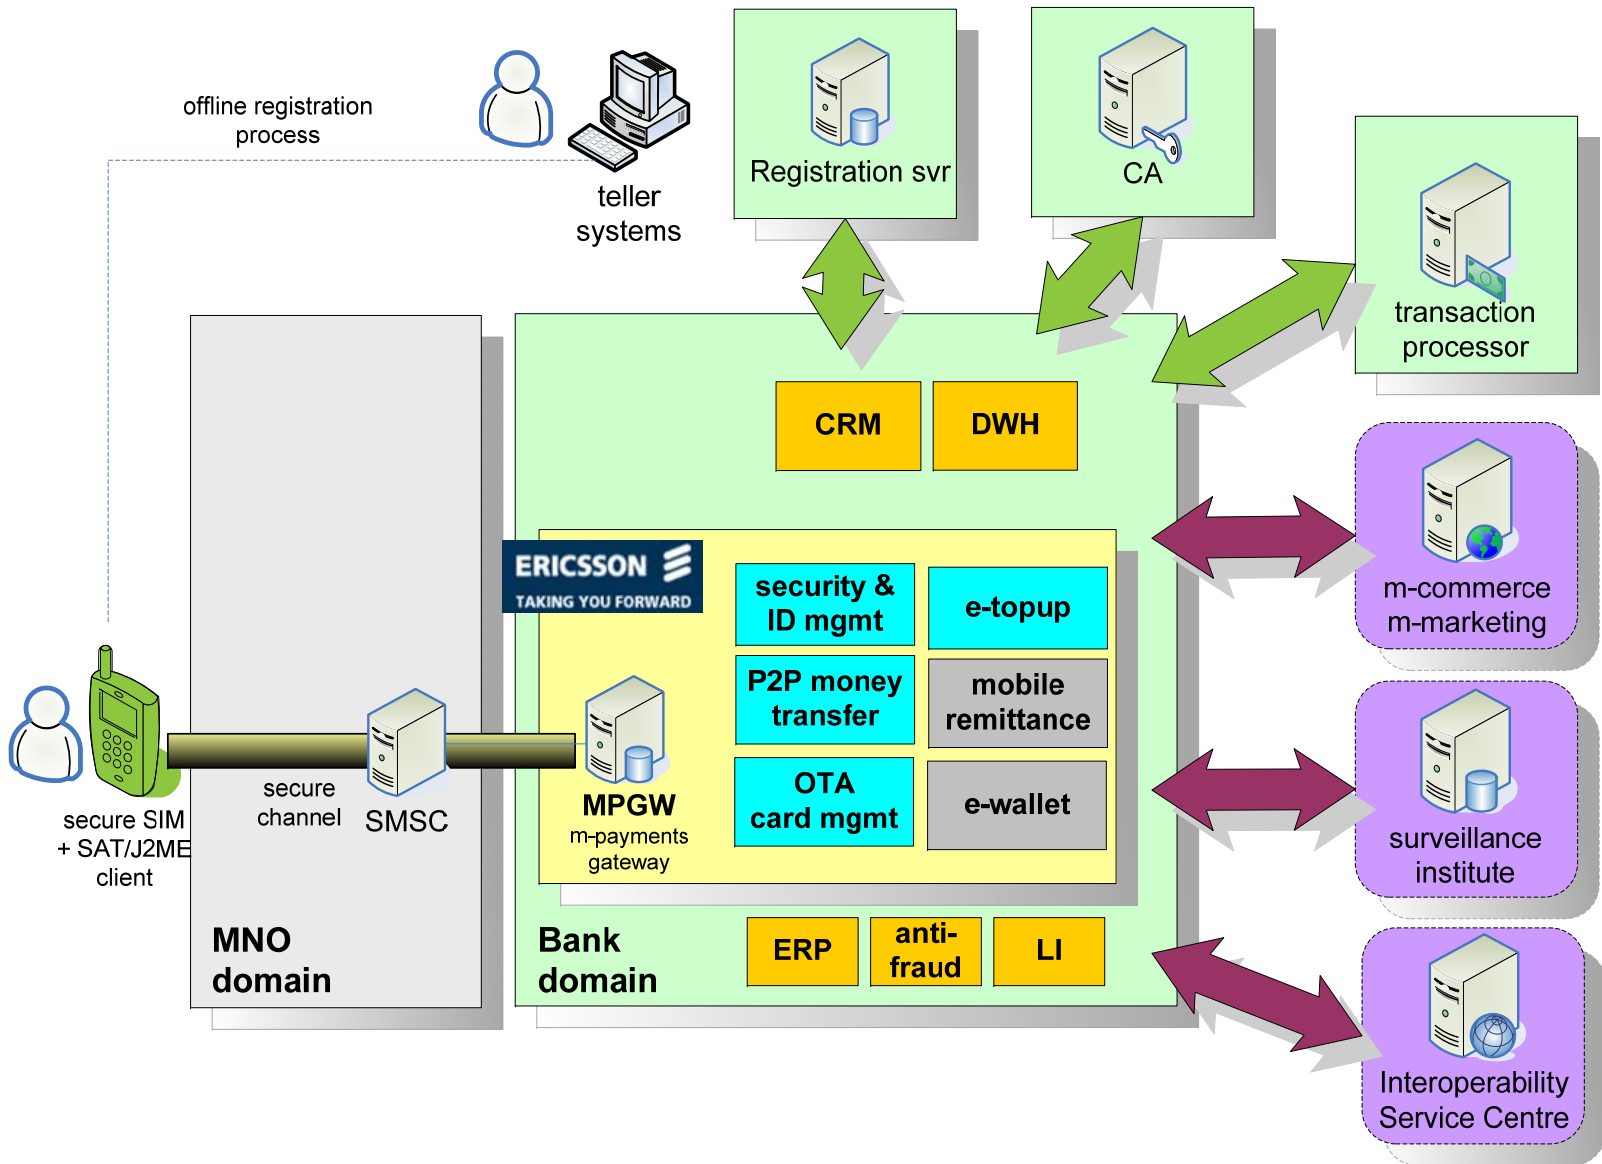 offline registration
process
teller
systems
Registration svr
CA
transaction
processor
CRM
DWH
ERICSSON
TAKING YOU FORWARD
security &
ID mgmt
e-topup
P2P money
transfer
mobile
remittance
OTA
card mgmt
e-wallet
MPGW
m-payments
gateway
secure
channel
SMSC
secure SIM
+ SAT/J2ME
client
m-commerce
m-marketing
surveillance
institute
MNO
domain
Bank
domain
ERP
anti-
fraud
LI
Interoperability
Service Centre